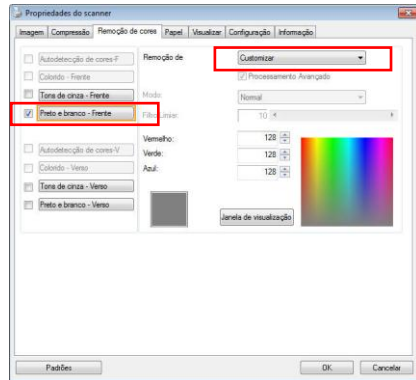 Propriedades do scanner
Imagem Compressão Remoção de cores Papel Visualizar Configuração Informação
Autodetecção de cores-F Remoção de Customizar
Colorido - Frente Processamento Avançado
Tons de cinza - Frente Modo: Normal
Preto e branco - Frente Filtro Limiar: 10
Vermelho: 128
Autodetecção de cores-V Verde: 128
Colorido - Verso Azul: 128
Tons de cinza - Verso
Preto e branco - Verso
Janela de visualização
Padrões OK Cancelar